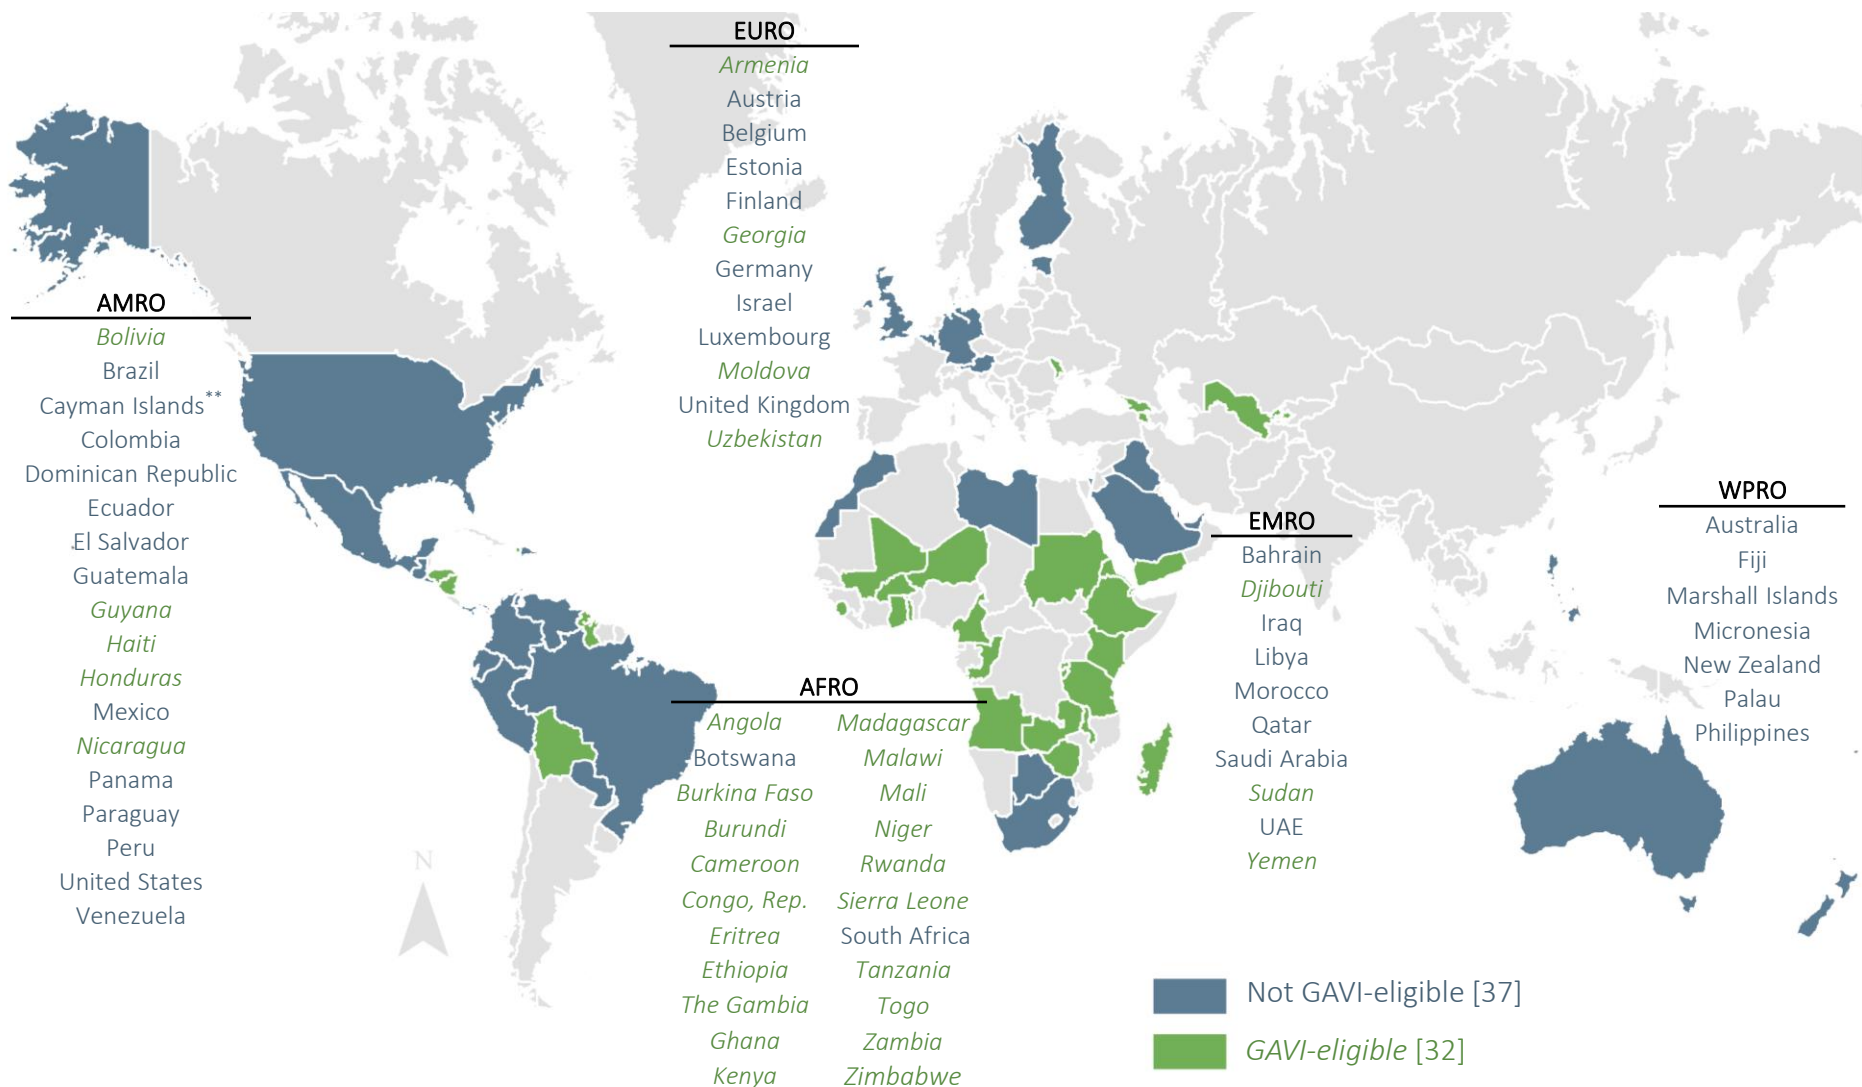 EURO
Armenia
Austria
Belgium
Estonia
Finland
Georgia
Germany
Israel
Luxembourg
Moldova
United Kingdom
Uzbekistan
AMRO
Bolivia
Brazil
Cayman Islands**
Colombia
Dominican Republic
Ecuador
El Salvador
Guatemala
Guyana
Haiti
Honduras
Mexico
Nicaragua
Panama
Paraguay
Peru
United States
Venezuela
N
AFRO
Angola
Botswana
Burkina Faso
Burundi
Cameroon
Congo, Rep.
Eritrea
Ethiopia
The Gambia
Ghana
Kenya
Madagascar
Malawi
Mali
Niger
Rwanda
Sierra Leone
South Africa
Tanzania
Togo
Zambia
Zimbabwe
EMRO
Bahrain
Djibouti
Iraq
Libya
Morocco
Qatar
Saudi Arabia
Sudan
UAE
Yemen
WPRO
Australia
Fiji
Marshall Islands
Micronesia
New Zealand
Palau
Philippines
Not GAVI-eligible [37]
GAVI-eligible [32]